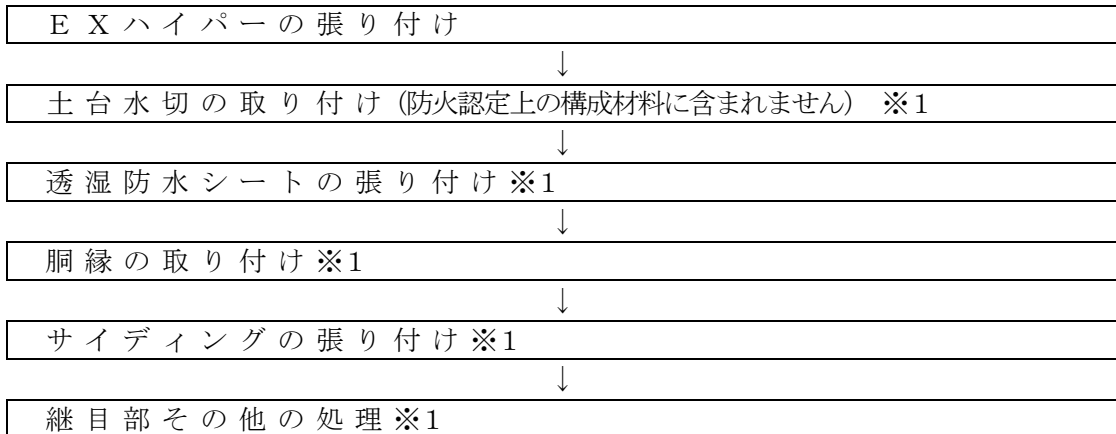 ＥＸハイパーの張り付け
↓
土台水切の取り付け(防火認定上の構成材料に含まれません) ※１
↓
透湿防水シートの張り付け※１
↓
胴縁の取り付け※１
↓
サイディングの張り付け※１
↓
継目部その他の処理※１